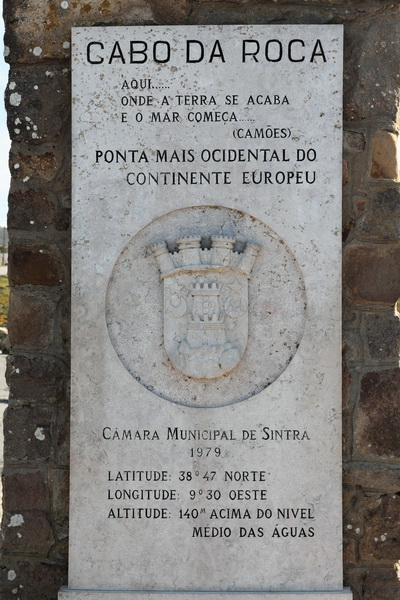 CABO DA ROCA
AQUI......
ONDE A TERRA SE ACABA
E O MAR COMEÇA.....
(CAMÕES)
PONTA MAIS OCIDENTAL DO
CONTINENTE EUROPEU
CÂMARA MUNICIPAL DE SINTRA
1979
LATITUDE: 38° 47 NORTE
LONGITUDE: 9° 30 OESTE
ALTITUDE: 140M ACIMA DO NIVEL
MÉDIO DAS ÁGUAS